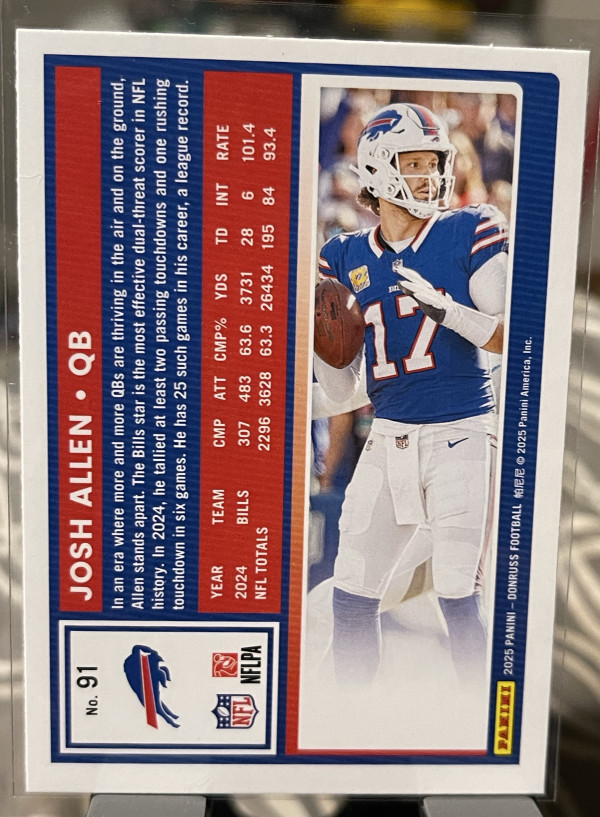 No. 91
NFL
NFLPA
JOSH ALLEN • QB
In an era where more and more QBs are thriving in the air and on the ground,
Allen stands apart. The Bills star is the most effective dual-threat scorer in NFL
history. In 2024, he tallied at least two passing touchdowns and one rushing
touchdown in six games. He has 25 such games in his career, a league record.
YEAR TEAM CMP ATT CMP% YDS TD INT RATE
2024 BILLS 307 483 63.6 3731 28 6 101.4
NFL TOTALS 2296 3628 63.3 26434 195 84 93.4
17
PANINI
2025 PANINI – DONRUSS FOOTBALL 帕尼尼 © 2025 Panini America, Inc.